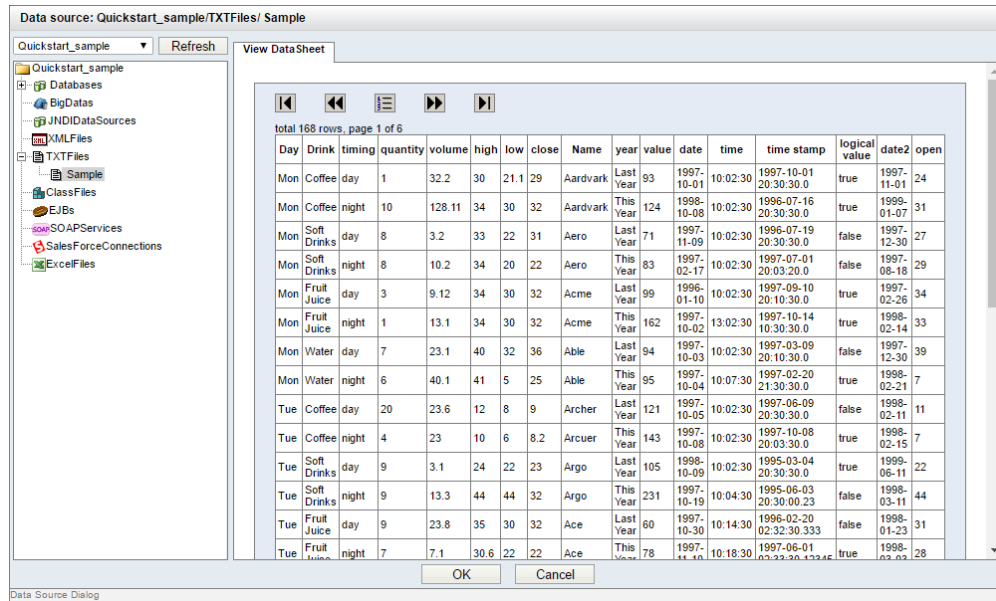 Data source: Quickstart_sample/TXTFiles/ Sample
Quickstart_sample Refresh
View DataSheet
Quickstart_sample
Databases
BigDatas
JNDIDataSources
XMLFiles
TXTFiles
Sample
ClassFiles
EJBs
SOAPServices
SalesForceConnections
ExcelFiles
total 168 rows, page 1 of 6
Day Drink timing quantity volume high low close Name year value date time time stamp logical value date2 open
Mon Coffee day 1 32.2 30 21.1 29 Aardvark Last Year 93 1997-10-01 10:02:30 1997-10-01 20:30:30.0 true 1997-11-01 24
Mon Coffee night 10 128.11 34 30 32 Aardvark This Year 124 1998-10-08 10:02:30 1996-07-16 20:30:30.0 true 1999-01-07 31
Mon Soft Drinks day 8 3.2 33 22 31 Aero Last Year 71 1997-11-09 10:02:30 1996-07-19 20:30:30.0 false 1997-12-30 27
Mon Soft Drinks night 8 10.2 34 20 22 Aero This Year 83 1997-02-17 10:02:30 1997-07-01 20:03:20.0 false 1997-08-18 29
Mon Fruit Juice day 3 9.12 34 30 32 Acme Last Year 99 1996-01-10 10:02:30 1997-09-10 20:10:30.0 true 1997-02-26 34
Mon Fruit Juice night 1 13.1 34 30 32 Acme This Year 162 1997-10-02 13:02:30 1997-10-14 10:30:30.0 true 1998-02-14 33
Mon Water day 7 23.1 40 32 36 Able Last Year 94 1997-10-03 10:02:30 1997-03-09 20:10:30.0 false 1997-12-30 39
Mon Water night 6 40.1 41 5 25 Able This Year 95 1997-10-04 10:07:30 1997-02-20 21:30:30.0 true 1998-02-21 7
Tue Coffee day 20 23.6 12 8 9 Archer Last Year 121 1997-10-05 10:02:30 1997-06-09 20:30:30.0 false 1998-02-11 11
Tue Coffee night 4 23 10 6 8.2 Arcuer This Year 143 1997-10-08 10:02:30 1997-10-08 20:03:30.0 true 1998-02-15 7
Tue Soft Drinks day 9 3.1 24 22 23 Argo Last Year 105 1998-10-09 10:02:30 1995-03-04 20:30:30.0 true 1999-06-11 22
Tue Soft Drinks night 9 13.3 44 44 32 Argo This Year 231 1997-10-19 10:04:30 1995-06-03 20:30:00.23 false 1998-03-11 44
Tue Fruit Juice day 9 23.8 35 30 32 Ace Last Year 60 1997-10-30 10:14:30 1996-02-20 02:32:30.333 false 1998-01-23 31
Tue Fruit night 7 7.1 30.6 22 22 Ace This 78 1997- 10:18:30 1997-06-01 true 1998- 28
OK Cancel
Data Source Dialog